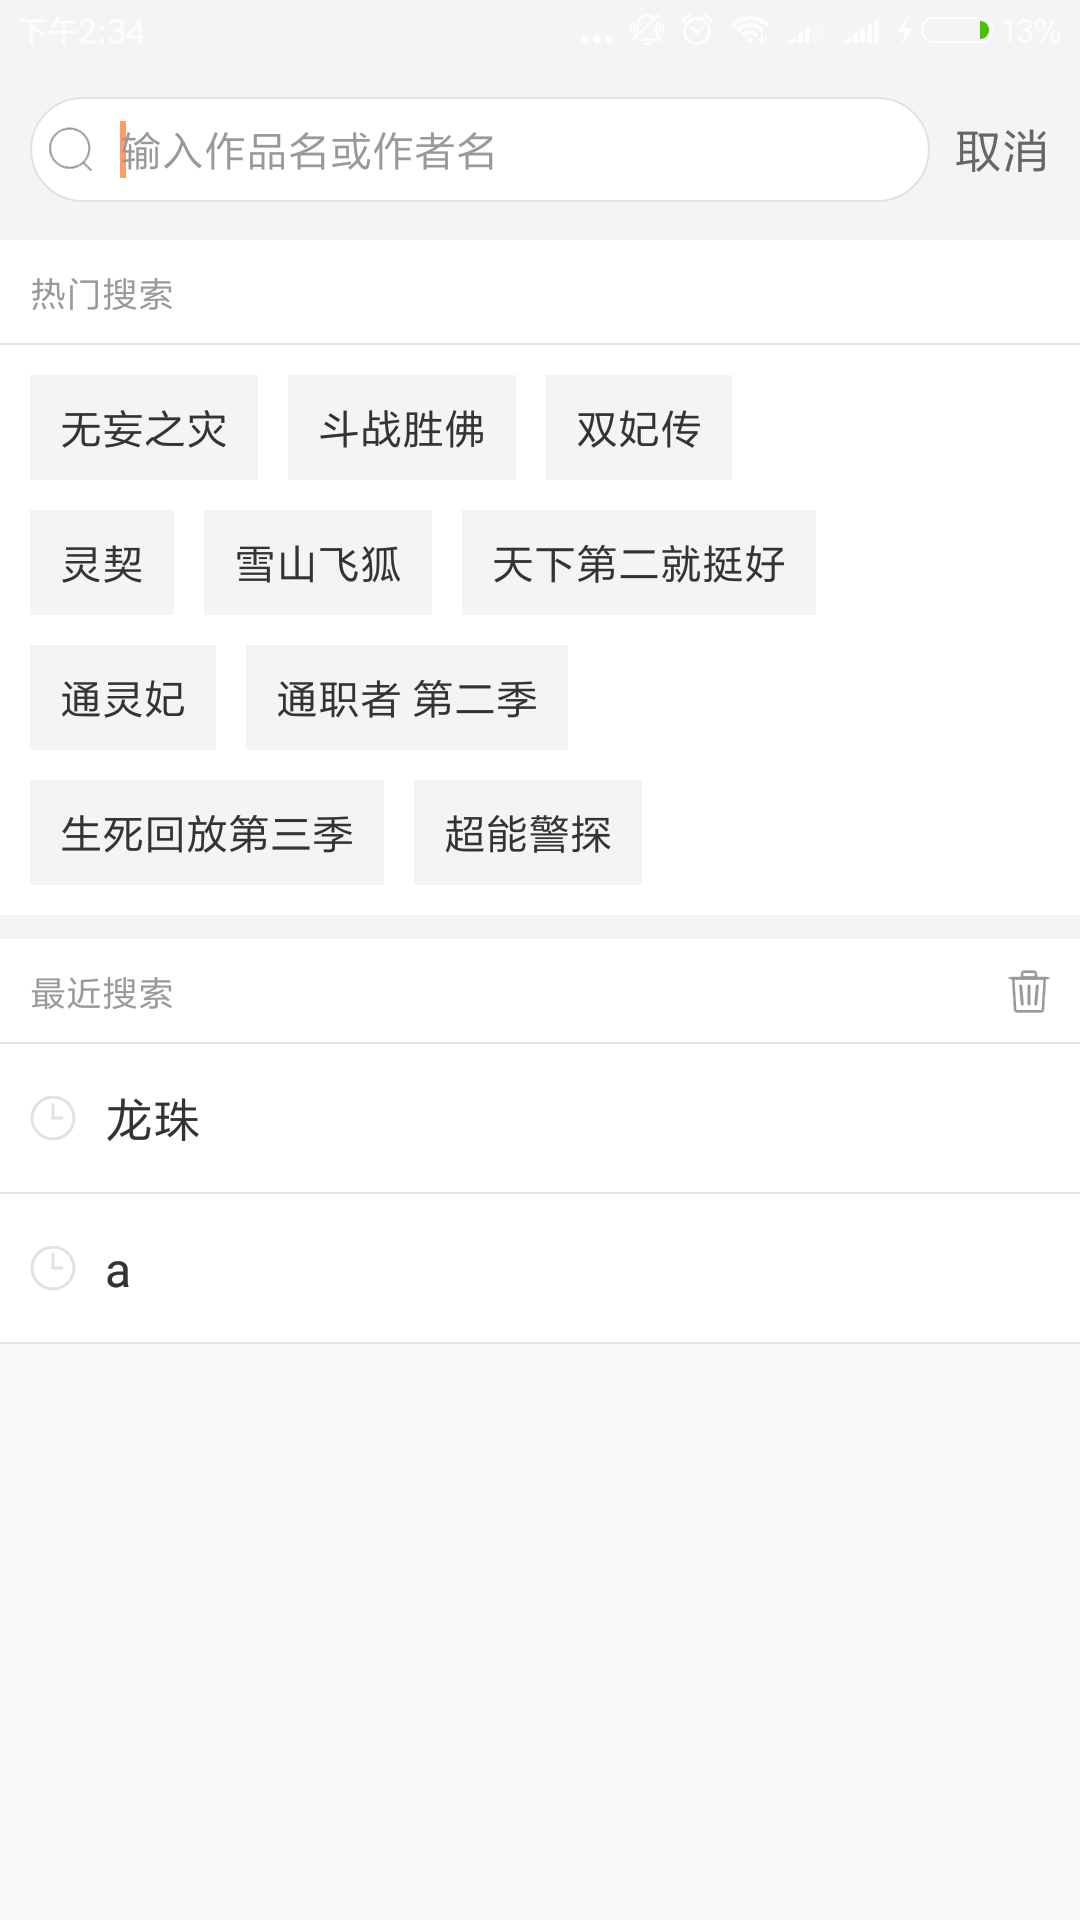 下午2:34 13%
输入作品名或作者名 取消
热门搜索
无妄之灾 斗战胜佛 双妃传
灵契 雪山飞狐 天下第二就挺好
通灵妃 通职者 第二季
生死回放第三季 超能警探
最近搜索
龙珠
a